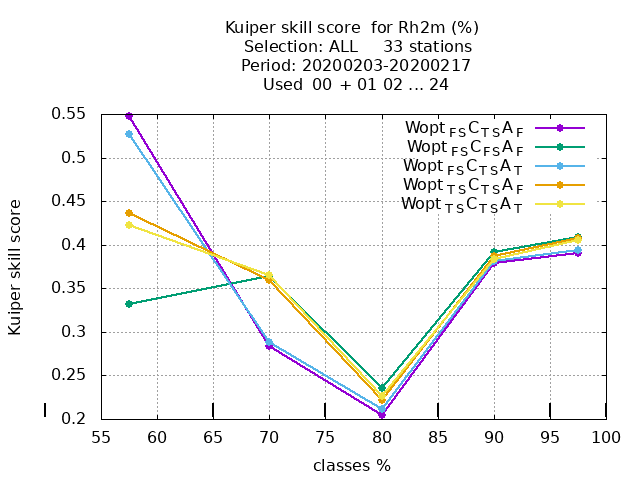 Kuiper skill score for Rh2m (%)
Selection: ALL 33 stations
Period: 20200203-20200217
Used 00 + 01 02 ... 24
Kuiper skill score
0.55
0.5
0.45
0.4
0.35
0.3
0.25
0.2
Wopt FS C TS A F
Wopt FS C FS A F
Wopt FS C TS A T
Wopt TS C TS A F
Wopt TS C TS A T
55 60 65 70 75 80 85 90 95 100
classes %